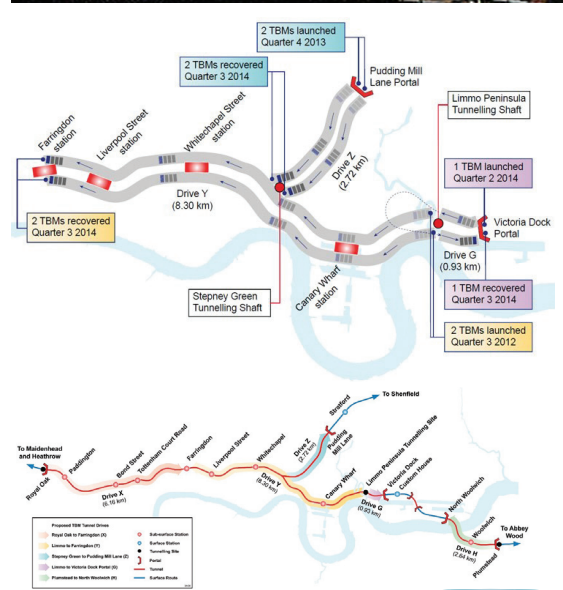 2 TBMs launched
Quarter 4 2013
2 TBMs recovered
Quarter 3 2014
Pudding Mill
Lane Portal
Limmo Peninsula
Tunnelling Shaft
Farringdon
station
Liverpool Street
station
Whitechapel Street
station
Drive Z
(2.72 km)
1 TBM launched
Quarter 2 2014
Drive Y
(8.30 km)
2 TBMs recovered
Quarter 3 2014
Victoria Dock
Portal
Drive G
(0.93 km)
Canary Wharf
station
Stepney Green
Tunnelling Shaft
1 TBM recovered
Quarter 3 2014
2 TBMs launched
Quarter 3 2012
To Shenfield
Stratford
Pudding
Mill Lane
Drive Z
(2.72 km)
To Maidenhead
and Heathrow
Royal Oak
Paddington
Bond Street
Tottenham Court Road
Farringdon
Liverpool Street
Whitechapel
Drive X
(6.16 km)
Drive Y
(8.30 km)
Canary Wharf
Limmo Peninsula Tunnelling Site
Victoria Dock
Custom House
Drive G
(0.93 km)
North Woolwich
Woolwich
Drive H
(2.64 km)
Plumstead
To Abbey
Wood
Proposed TBM Tunnel Drives
Royal Oak to Farringdon (X)
Limmo to Farringdon (Y)
Stepney Green to Pudding Mill Lane (Z)
Limmo to Victoria Dock Portal (G)
Plumstead to North Woolwich (H)
Sub-surface Station
Surface Station
Tunnelling Site
Portal
Tunnel
Surface Route